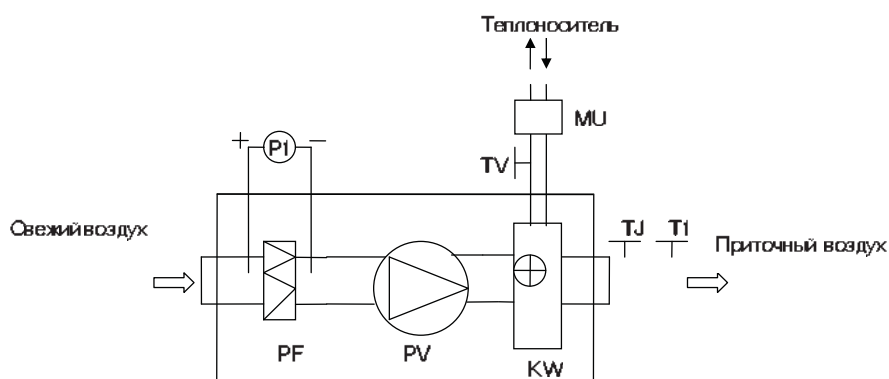 Теплоноситель
MU
+ P1 −
TV
Свежий воздух
TJ T1
Приточный воздух
PF PV KW